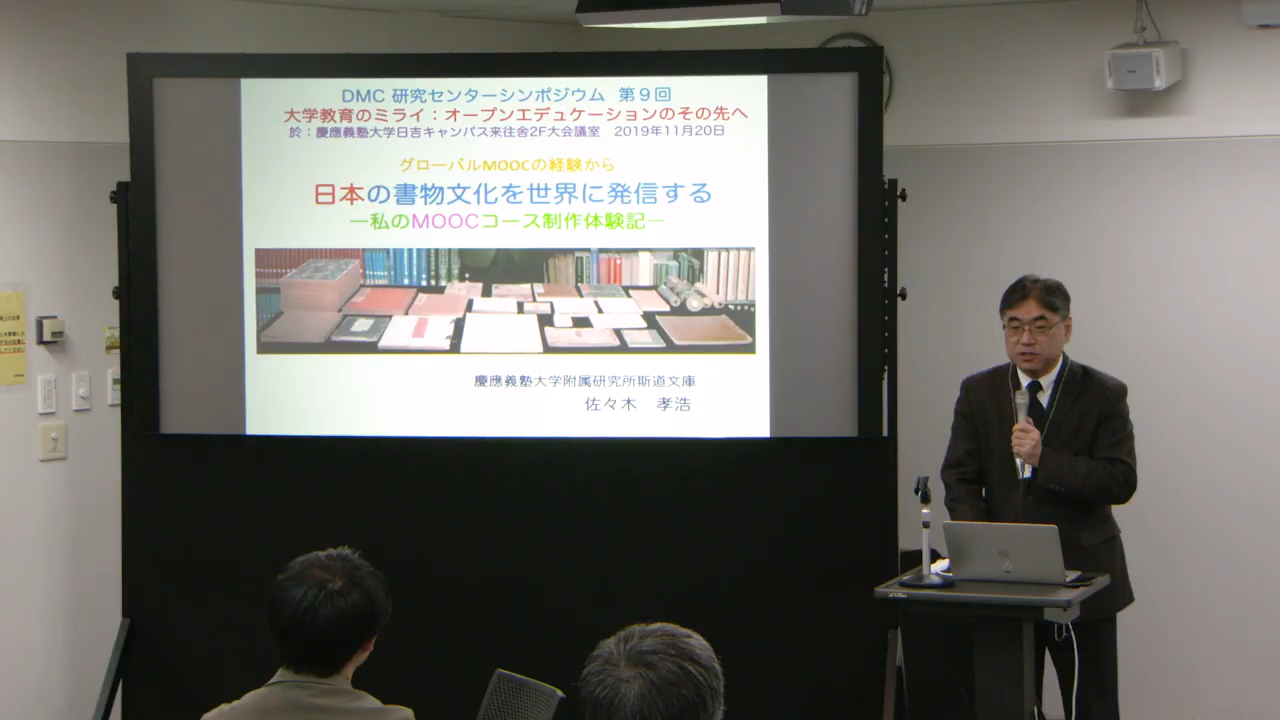 DMC 研究センターシンポジウム 第9回
大学教育のミライ：オープンエデュケーションのその先へ
於：慶應義塾大学日吉キャンパス来往舎2F大会議室 2019年11月20日
グローバルMOOCの経験から
日本の書物文化を世界に発信する
―私のMOOCコース制作体験記―
慶應義塾大学附属研究所斯道文庫
佐々木 孝浩